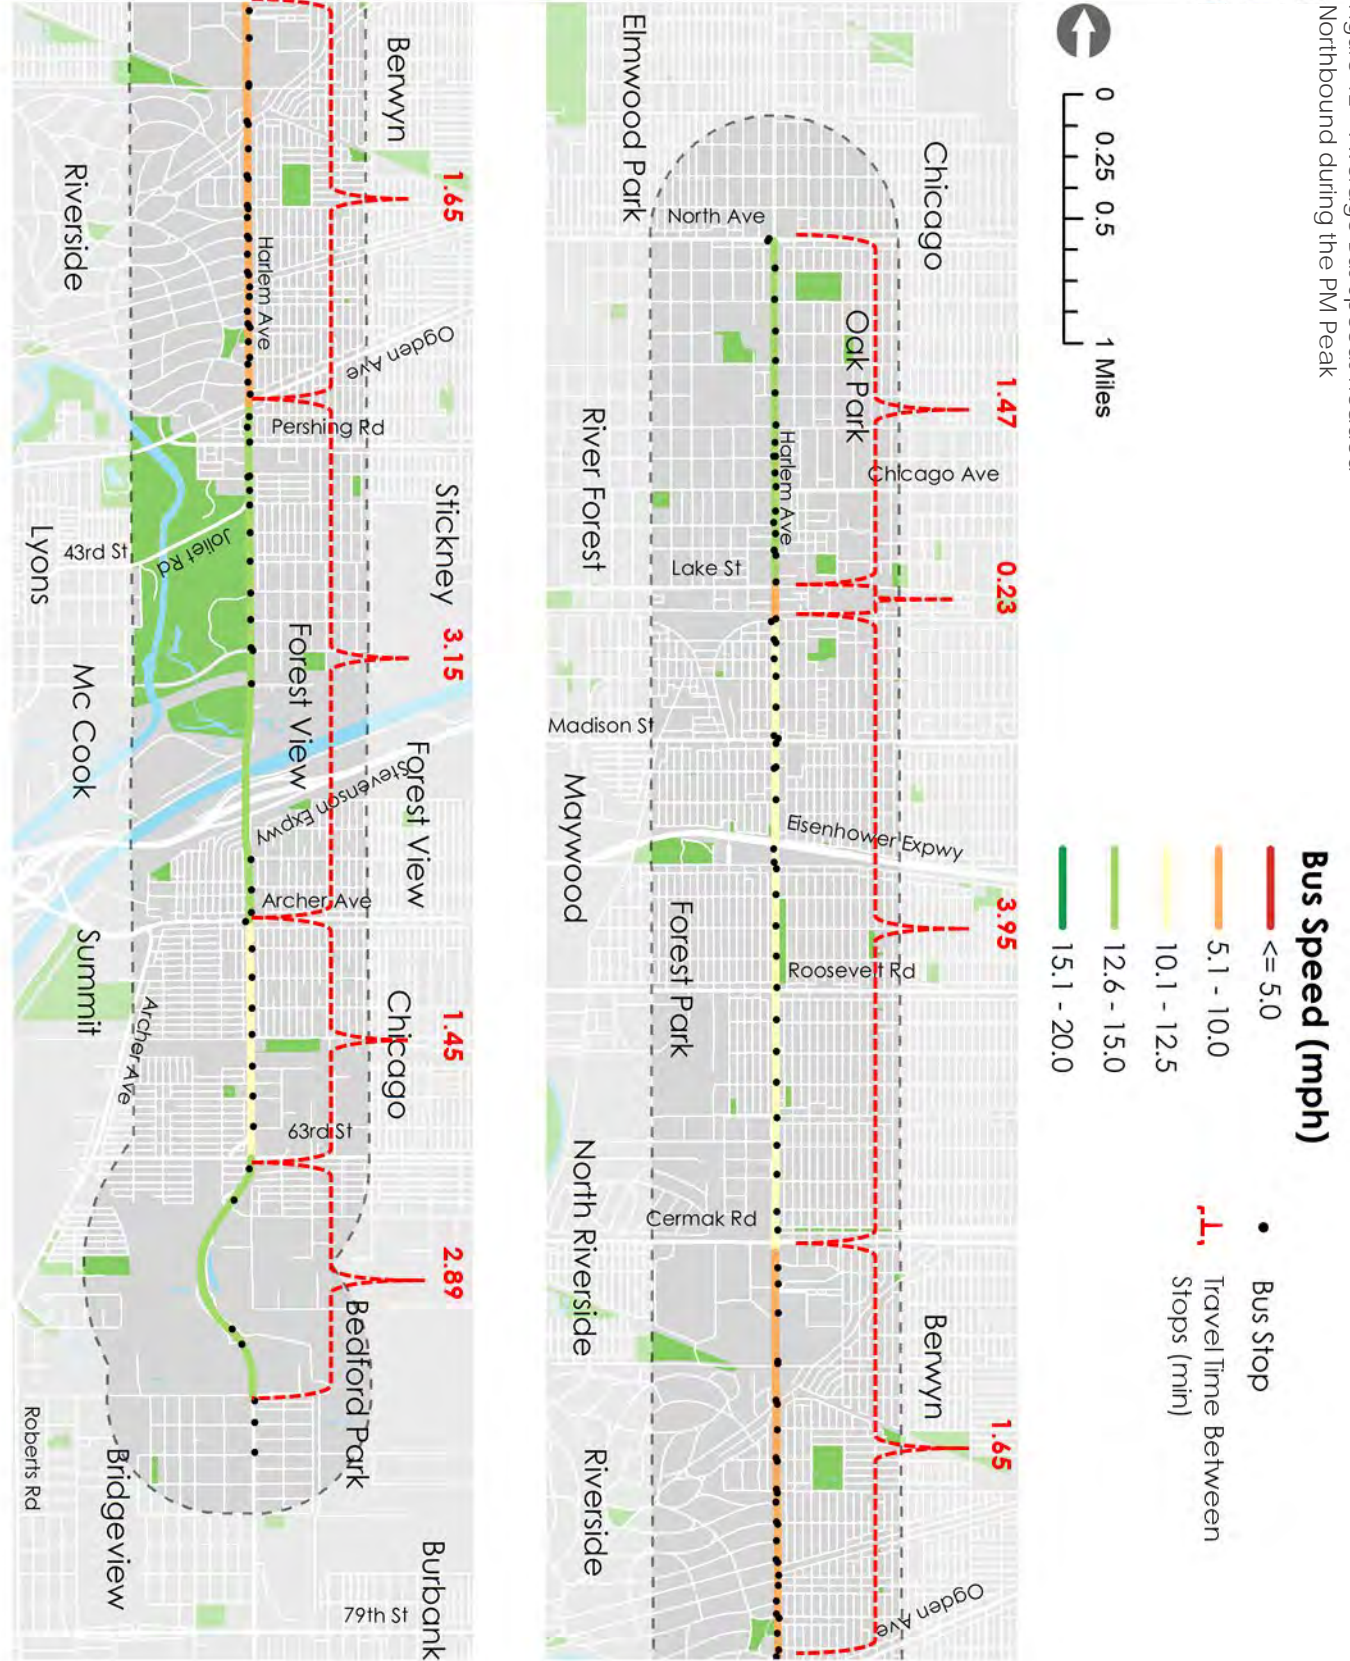 Northbound during the PM Peak
0 0.25 0.5 1 Miles
Bus Speed (mph)
<= 5.0
5.1 - 10.0
10.1 - 12.5
12.6 - 15.0
15.1 - 20.0
Bus Stop
Travel Time Between
Stops (min)
Elmwood Park
Chicago
North Ave
Oak Park
1.47
Chicago Ave
Harlem Ave
River Forest
Lake St
0.23
Madison St
Maywood
Eisenhower Expwy
3.95
Forest Park
Roosevelt Rd
North Riverside
Cermak Rd
Berwyn
1.65
Riverside
Ogden Ave
Berwyn
1.65
Riverside
Harlem Ave
Ogden Ave
Pershing Rd
Stickney
43rd St
Joliet Rd
Lyons
3.15
Forest View
Mc Cook
Forest View
Stevenson Expwy
Archer Ave
Summit
Chicago
1.45
Archer Ave
63rd St
2.89
Bedford Park
Roberts Rd
Bridgeview
Burbank
79th St